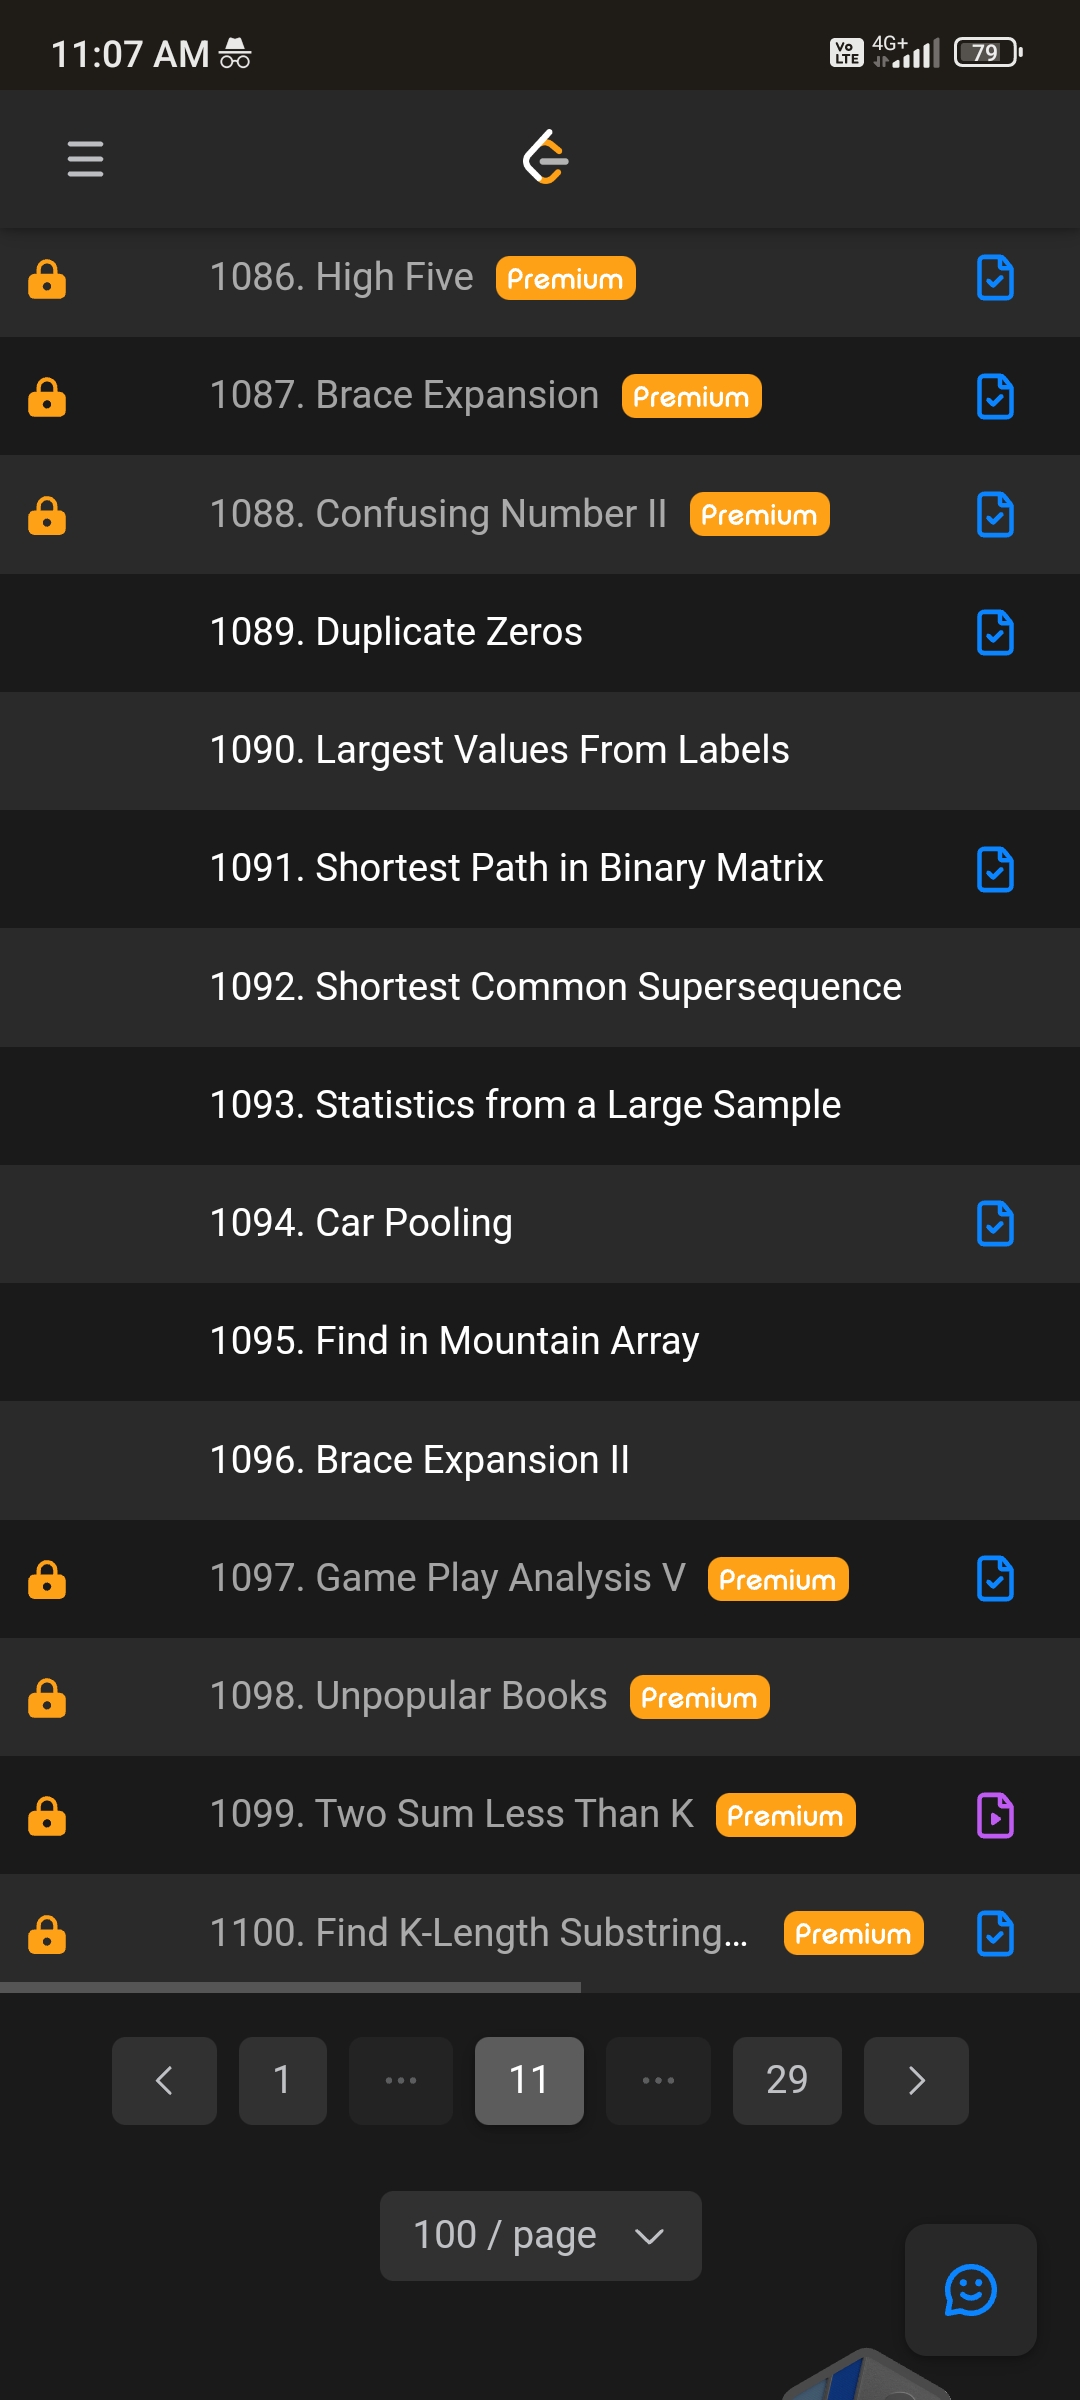 11:07 AM Vo LTE 4G+ 79
1086. High Five Premium
1087. Brace Expansion Premium
1088. Confusing Number II Premium
1089. Duplicate Zeros
1090. Largest Values From Labels
1091. Shortest Path in Binary Matrix
1092. Shortest Common Supersequence
1093. Statistics from a Large Sample
1094. Car Pooling
1095. Find in Mountain Array
1096. Brace Expansion II
1097. Game Play Analysis V Premium
1098. Unpopular Books Premium
1099. Two Sum Less Than K Premium
1100. Find K-Length Substring... Premium
1 ... 11 ... 29
100 / page